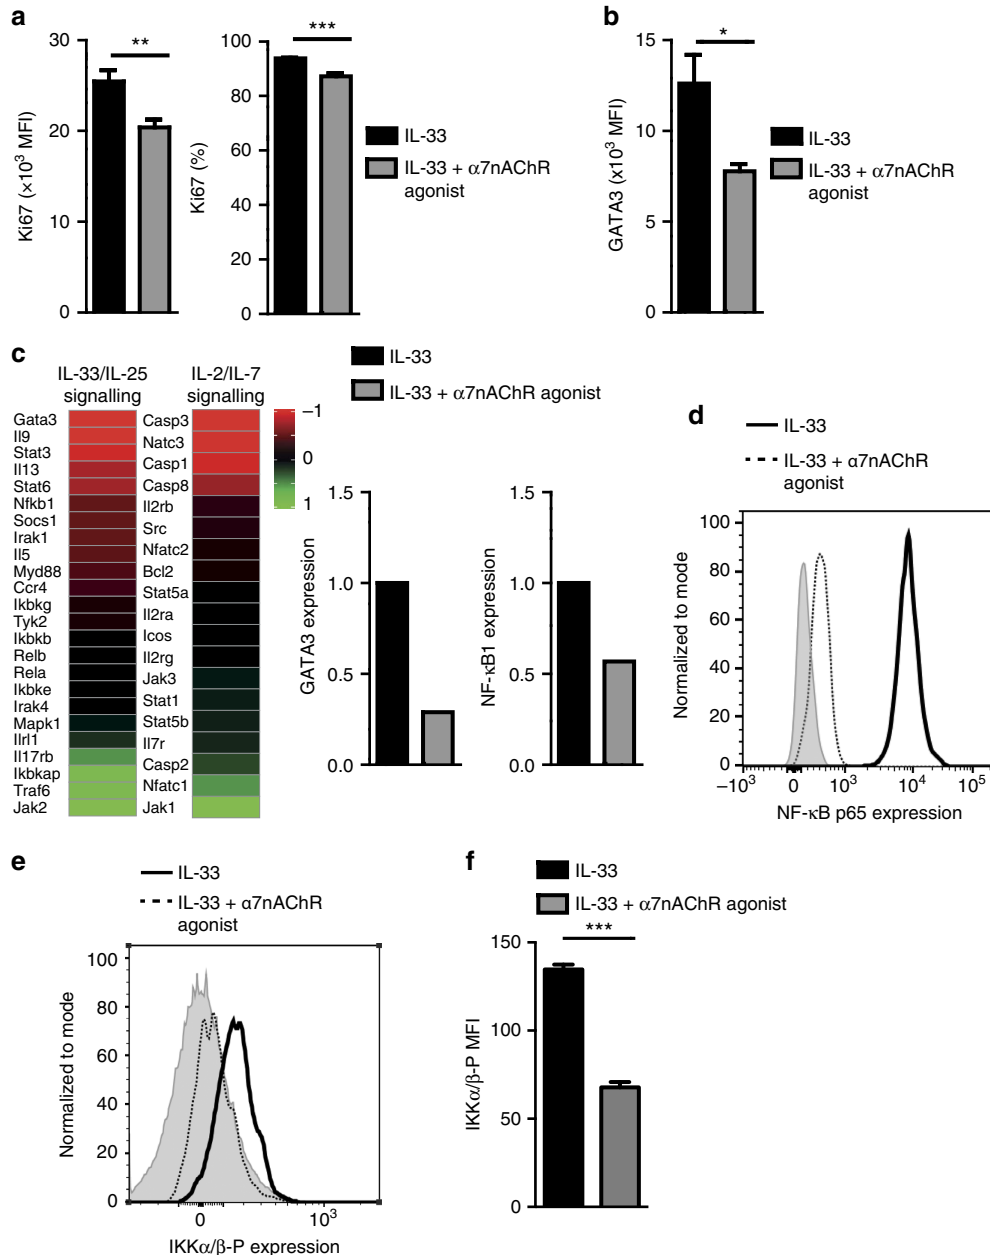 a
**
30
20
10
0
Ki67 (×10³ MFI)
***
100
80
60
40
20
0
Ki67 (%)
IL-33
IL-33 + α7nAChR
agonist
b
*
15
10
5
0
GATA3 (x10³ MFI)
IL-33
IL-33 + α7nAChR
agonist
c
IL-33/IL-25
signalling
Gata3
Il9
Stat3
Il13
Stat6
Nfkb1
Socs1
Irak1
Il5
Myd88
Ccr4
Ikbkg
Tyk2
Ikbkb
Relb
Rela
Ikbke
Irak4
Mapk1
Ilrl1
Il17rb
Ikbkap
Traf6
Jak2
IL-2/IL-7
signalling
Casp3
Natc3
Casp1
Casp8
Il2rb
Src
Nfatc2
Bcl2
Stat5a
Il2ra
Icos
Il2rg
Jak3
Stat1
Stat5b
Il7r
Casp2
Nfatc1
Jak1
−1
0
1
IL-33
IL-33 + α7nAChR agonist
1.5
1.0
0.5
0.0
GATA3 expression
1.5
1.0
0.5
0.0
NF-κB1 expression
d
IL-33
IL-33 + α7nAChR
agonist
100
80
60
40
20
0
Normalized to mode
−10³ 0 10³ 10⁴ 10⁵
NF-κB p65 expression
e
IL-33
IL-33 + α7nAChR
agonist
100
80
60
40
20
0
Normalized to mode
0 10³
IKKα/β-P expression
f
IL-33
IL-33 + α7nAChR agonist
***
150
100
50
0
IKKα/β-P MFI